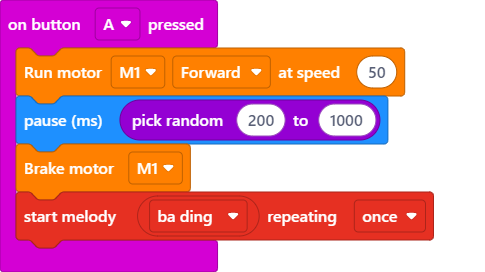 on button A pressed
Run motor M1 Forward at speed 50
pause (ms) pick random 200 to 1000
Brake motor M1
start melody ba ding repeating once